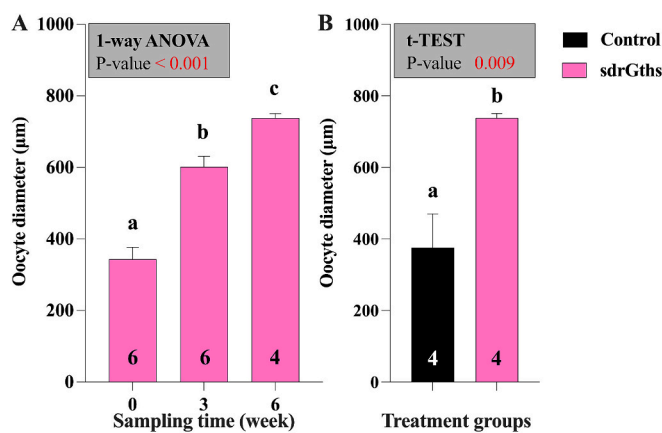 A
1-way ANOVA
P-value < 0.001
Oocyte diameter (µm)
1000
800
600
400
200
0
a
b
c
6
6
4
0
3
6
Sampling time (week)
B
t-TEST
P-value 0.009
Oocyte diameter (µm)
1000
800
600
400
200
0
a
b
4
4
Treatment groups
Control
sdrGths